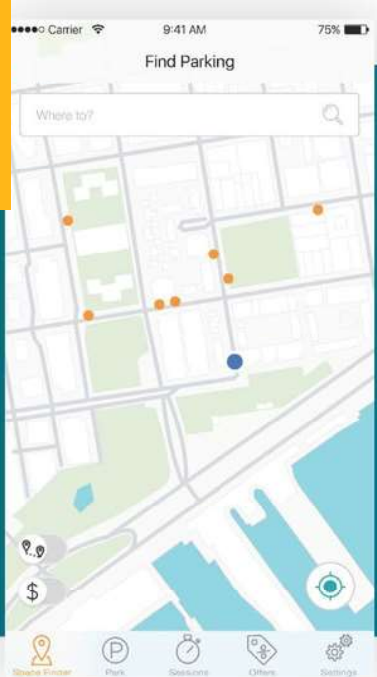 Carrier 9:41 AM 75%
Find Parking
Where to?
$
Space Finder P Park Sessions Offers Settings